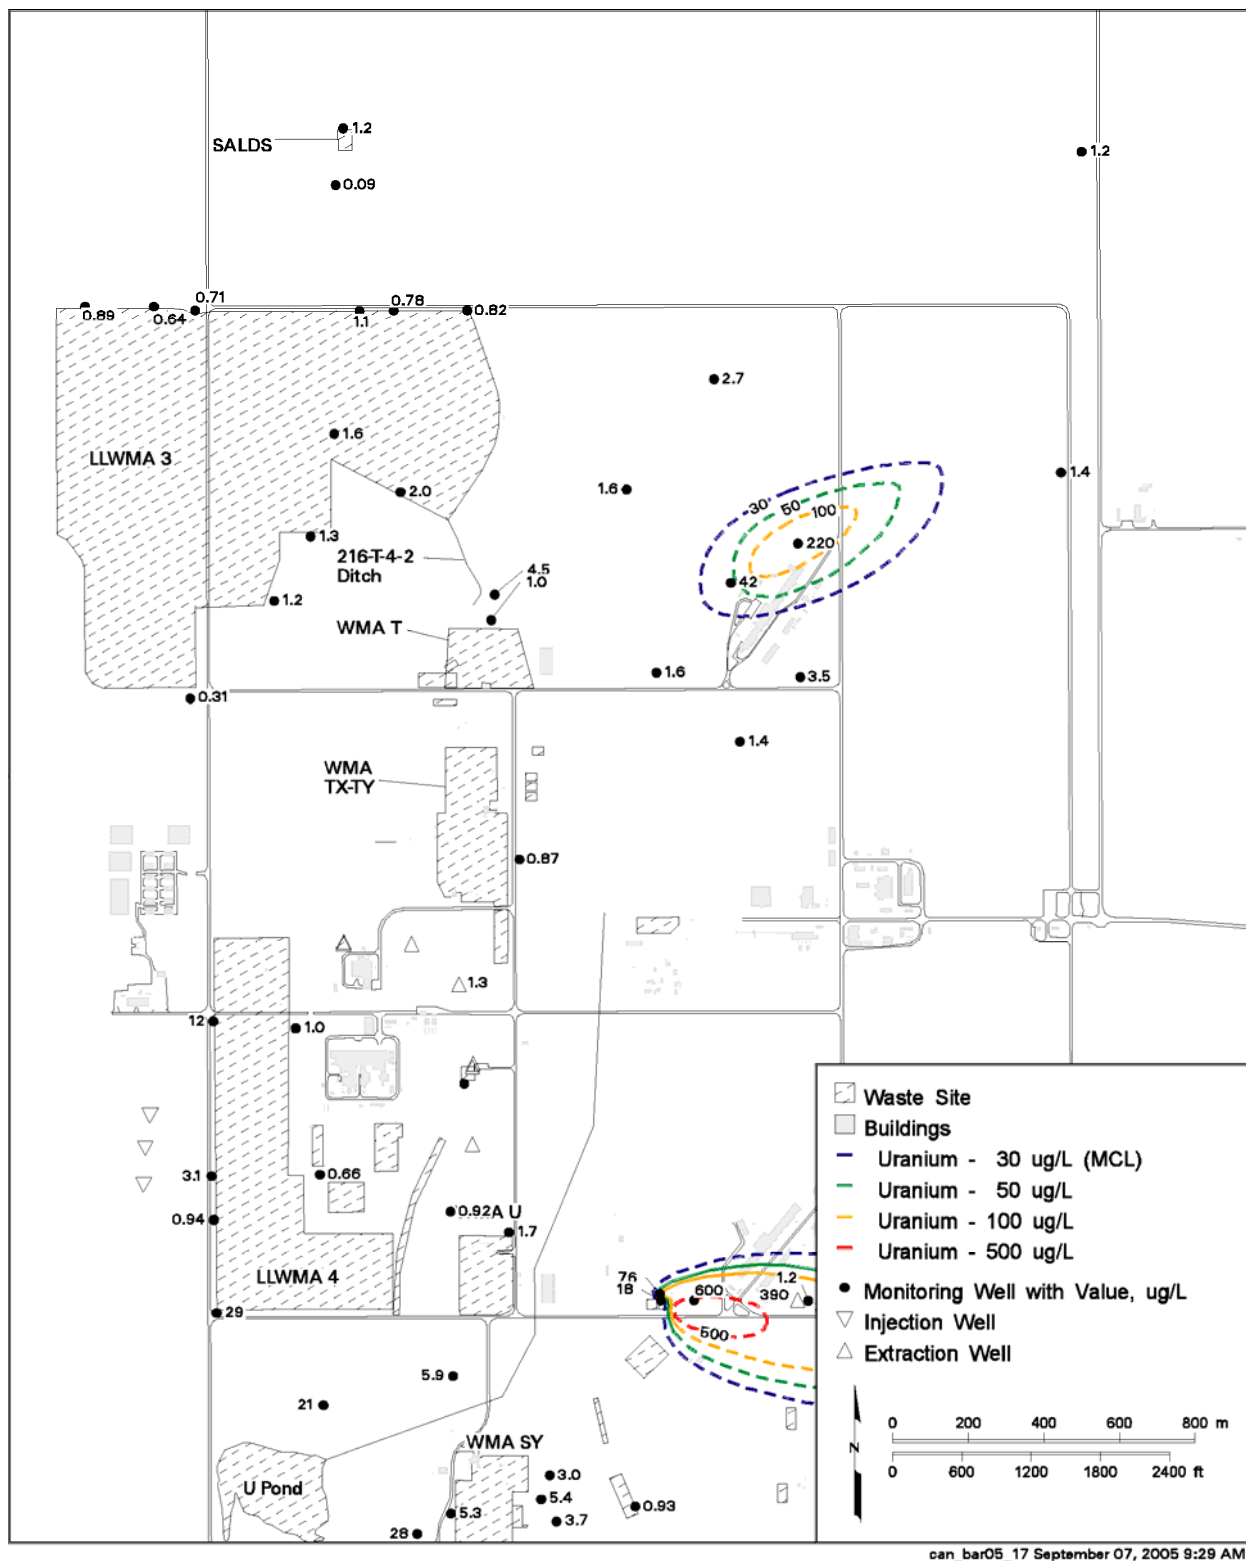 1.2
SALDS
1.2
0.09
0.71
0.78
0.82
0.89
0.64
1.1
2.7
1.6
LLWMA 3
1.4
2.0
1.6
30
50
100
1.3
220
216-T-4-2
Ditch
4.5
1.0
42
1.2
WMA T
1.6
3.5
0.31
1.4
WMA
TX-TY
0.87
1.3
12
1.0
Waste Site
Buildings
Uranium - 30 ug/L (MCL)
3.1
0.66
Uranium - 50 ug/L
0.94
0.92
A U
Uranium - 100 ug/L
1.7
Uranium - 500 ug/L
LLWMA 4
76
18
600
1.2
390
Monitoring Well with Value, ug/L
29
Injection Well
500
Extraction Well
5.9
21
N
0 200 400 600 800 m
0 600 1200 1800 2400 ft
WMA SY
U Pond
3.0
5.4
0.93
5.3
3.7
28
can_bar05_17 September 07, 2005 9:29 AM